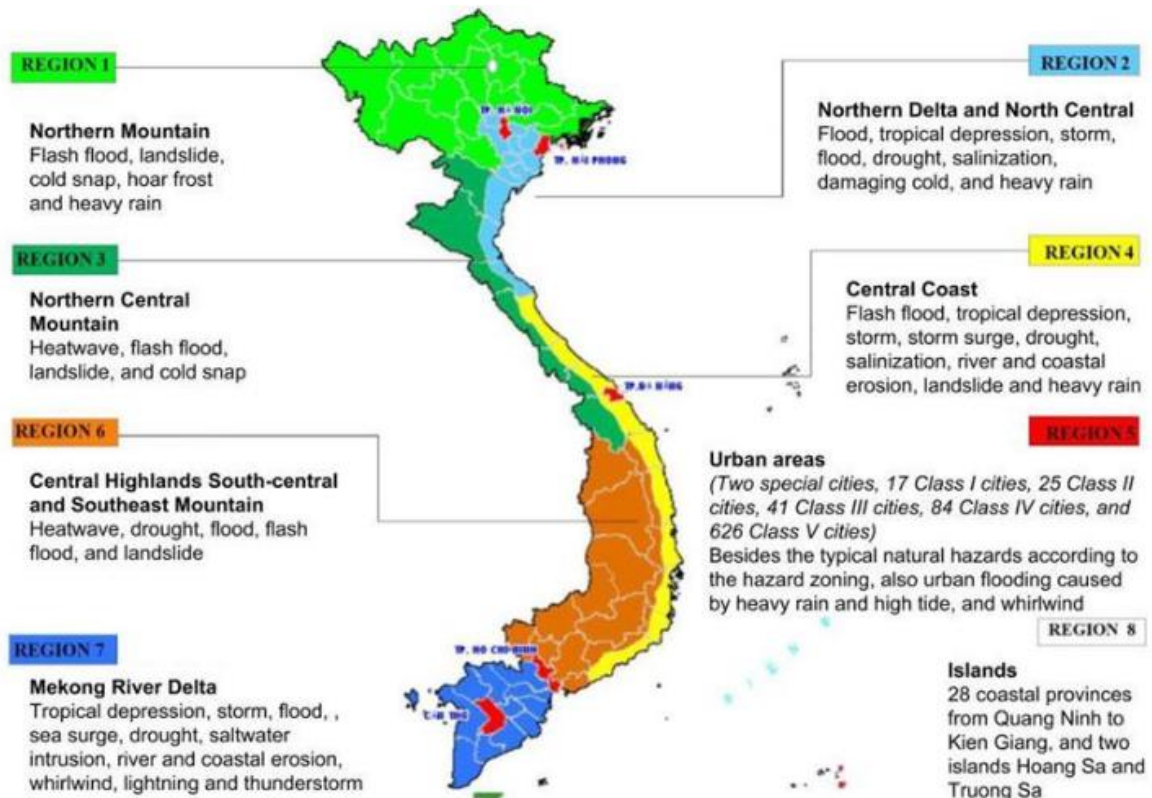 REGION 1
Northern Mountain
Flash flood, landslide,
cold snap, hoar frost
and heavy rain
REGION 2
Northern Delta and North Central
Flood, tropical depression, storm,
flood, drought, salinization,
damaging cold, and heavy rain
TP. HÀ NỘI
TP. HẢI PHÒNG
REGION 3
Northern Central
Mountain
Heatwave, flash flood,
landslide, and cold snap
REGION 4
Central Coast
Flash flood, tropical depression,
storm, storm surge, drought,
salinization, river and coastal
erosion, landslide and heavy rain
REGION 6
Central Highlands South-central
and Southeast Mountain
Heatwave, drought, flood, flash
flood, and landslide
REGION 5
Urban areas
(Two special cities, 17 Class I cities, 25 Class II
cities, 41 Class III cities, 84 Class IV cities, and
626 Class V cities)
Besides the typical natural hazards according to
the hazard zoning, also urban flooding caused
by heavy rain and high tide, and whirlwind
REGION 7
Mekong River Delta
Tropical depression, storm, flood, ,
sea surge, drought, saltwater
intrusion, river and coastal erosion,
whirlwind, lightning and thunderstorm
REGION 8
Islands
28 coastal provinces
from Quang Ninh to
Kien Giang, and two
islands Hoang Sa and
Truong Sa